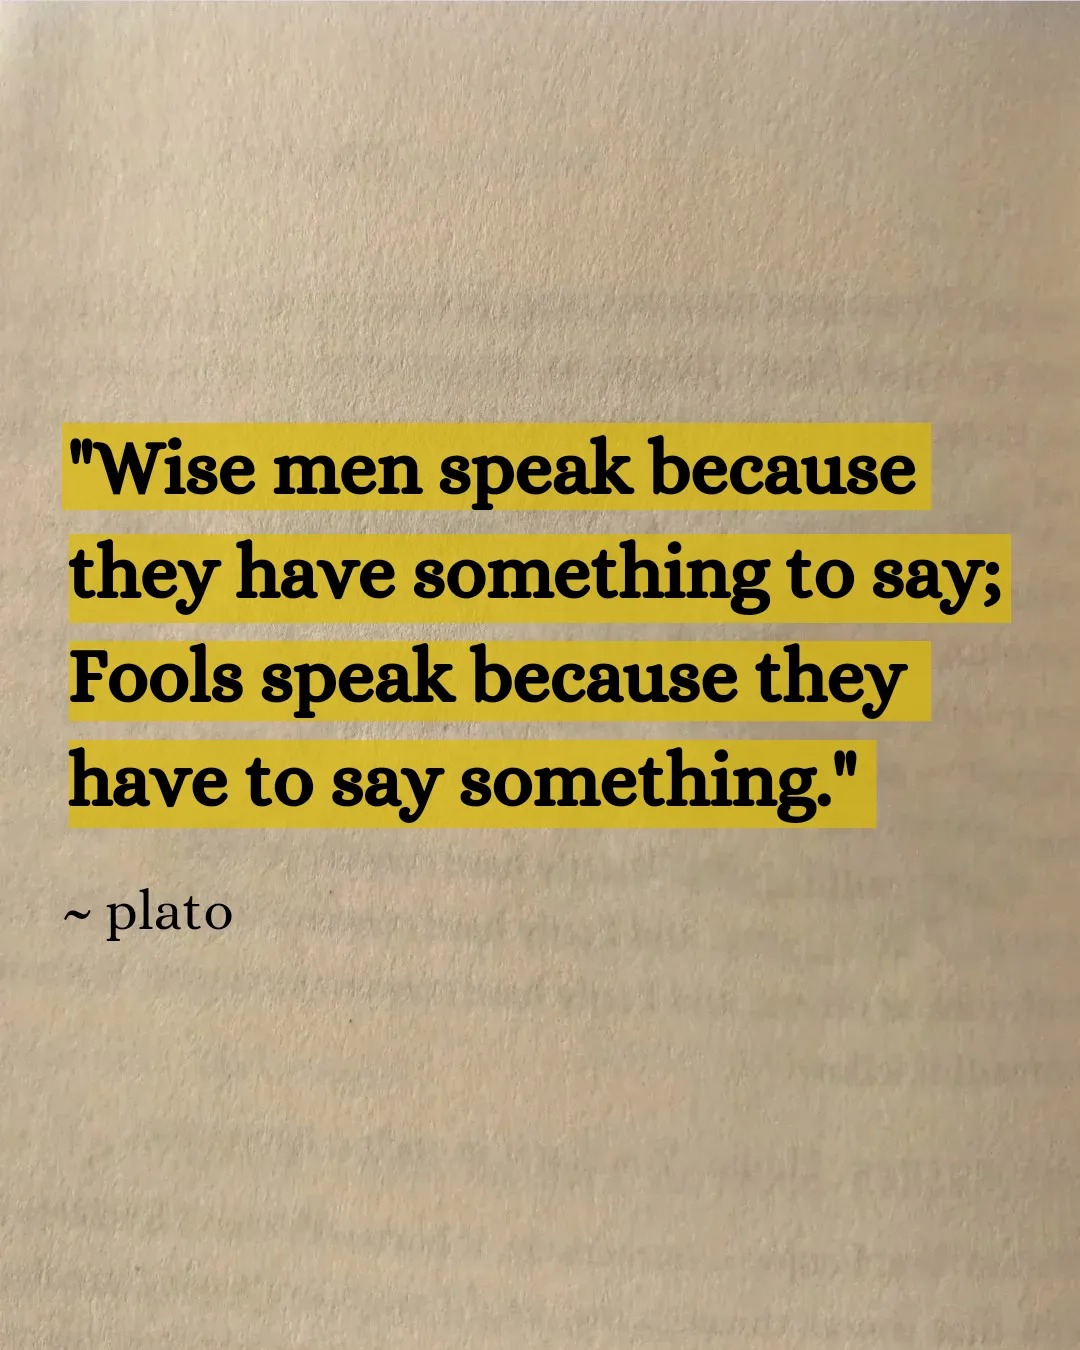 "Wise men speak because
they have something to say;
Fools speak because they
have to say something."
~ plato